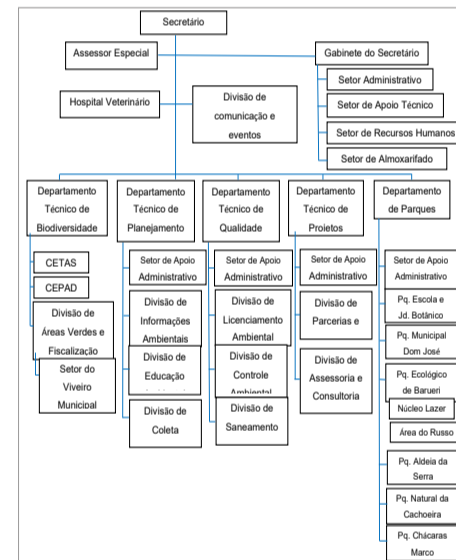 Secretário
Assessor Especial
Gabinete do Secretário
Setor Administrativo
Hospital Veterinário
Divisão de
comunicação e
eventos
Setor de Apoio Técnico
Setor de Recursos Humanos
Setor de Almoxarifado
Departamento
Técnico de
Biodiversidade
Departamento
Técnico de
Planejamento
Departamento
Técnico de
Qualidade
Departamento
Técnico de
Projetos
Departamento
de Parques
CETAS
CEPAD
Divisão de
Áreas Verdes e
Fiscalização
Setor do
Viveiro
Municipal
Setor de Apoio
Administrativo
Divisão de
Informações
Ambientais
Divisão de
Educação
Divisão de
Coleta
Setor de Apoio
Administrativo
Divisão de
Licenciamento
Ambiental
Divisão de
Controle
Ambiental
Divisão de
Saneamento
Setor de Apoio
Administrativo
Divisão de
Parcerias e
Divisão de
Assessoria e
Consultoria
Setor de Apoio
Administrativo
Pq. Escola e
Jd. Botânico
Pq. Municipal
Dom José
Pq. Ecológico
de Barueri
Núcleo Lazer
Área do Russo
Pq. Aldeia da
Serra
Pq. Natural da
Cachoeira
Pq. Chácaras
Marco